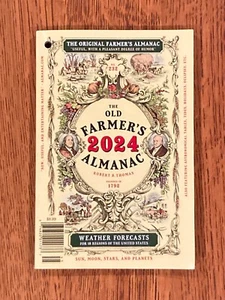 THE ORIGINAL FARMER'S ALMANAC
"USEFUL, WITH A PLEASANT DEGREE OF HUMOR"
THE
OLD
FARMER'S
2024
ALMANAC
ROBERT B. THOMAS
1792
WEATHER FORECASTS
FOR 18 REGIONS OF THE UNITED STATES
SUN, MOON, STARS, AND PLANETS